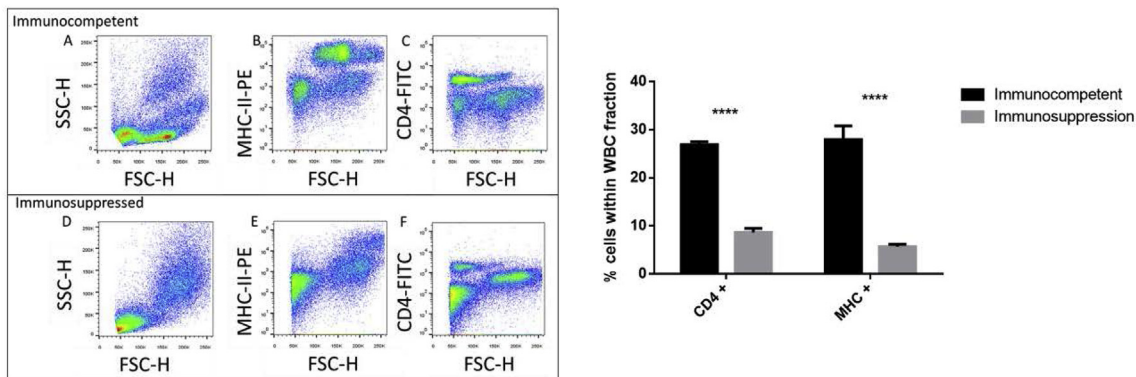 Immunocompetent
A
B
C
SSC-H
MHC-II-PE
CD4-FITC
FSC-H
FSC-H
FSC-H
Immunosuppressed
D
E
F
SSC-H
MHC-II-PE
CD4-FITC
FSC-H
FSC-H
FSC-H
% cells within WBC fraction
40
30
20
10
0
****
****
CD4 +
MHC +
Immunocompetent
Immunosuppression